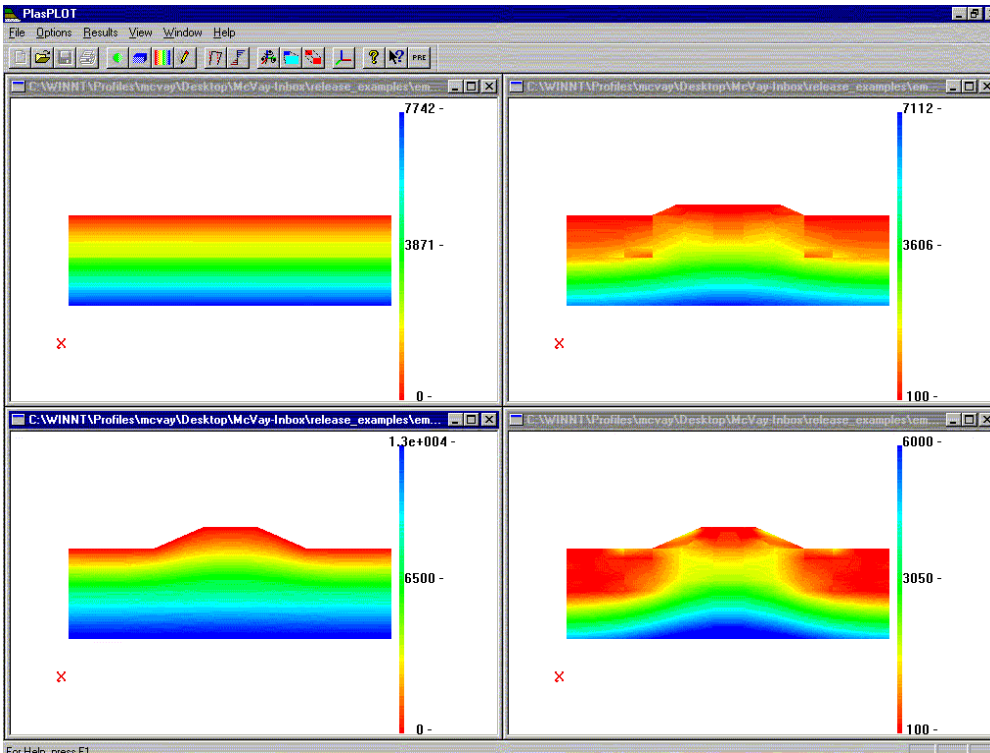 PlasPLOT
File Options Results View Window Help
PRE
C:\WINNT\Profiles\mcvay\Desktop\McVay-Inbox\release_examples\em...
7742 -
3871 -
0 -
C:\WINNT\Profiles\mcvay\Desktop\McVay-Inbox\release_examples\em...
7112 -
3606 -
100 -
C:\WINNT\Profiles\mcvay\Desktop\McVay-Inbox\release_examples\em...
1.3e+004 -
6500 -
0 -
C:\WINNT\Profiles\mcvay\Desktop\McVay-Inbox\release_examples\em...
6000 -
3050 -
100 -
For Help, press F1